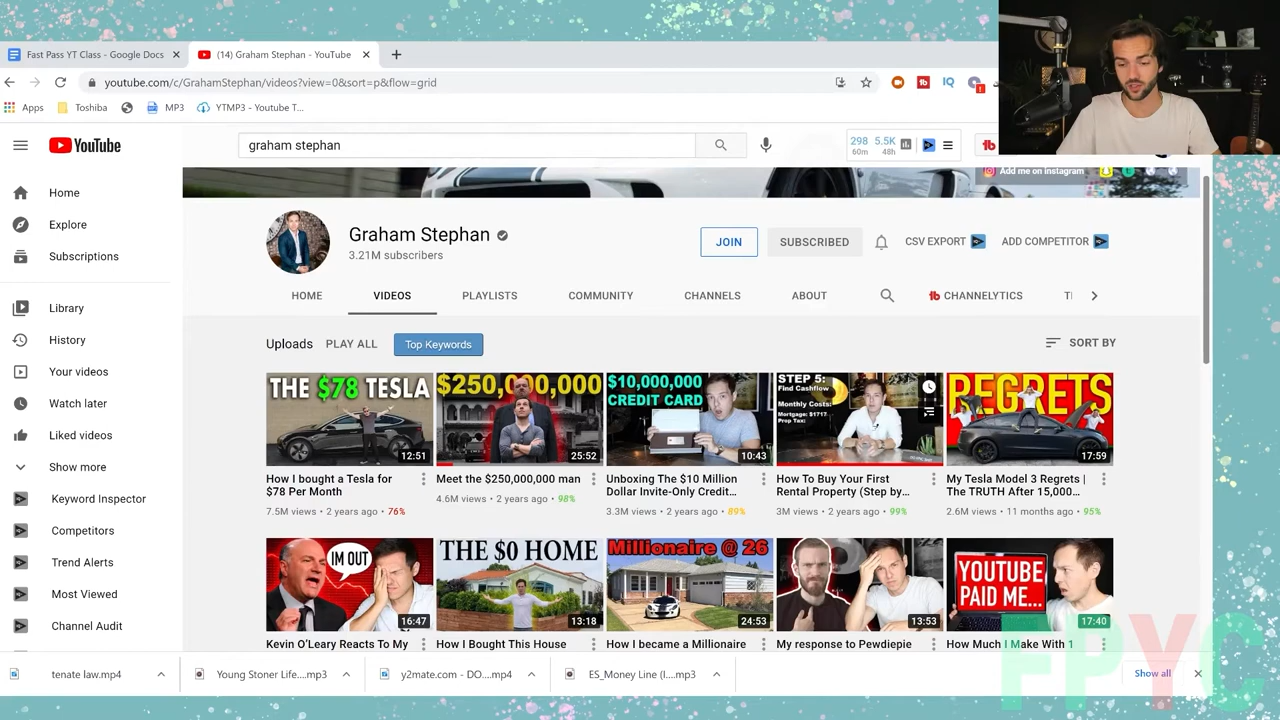 Fast Pass YT Class - Google Docs
(14) Graham Stephan - YouTube
youtube.com/c/GrahamStephan/videos?view=0&sort=p&flow=grid
Apps
Toshiba
MP3
YTMP3 - Youtube T...
YouTube
graham stephan
298 5.5K
60m 48h
Add me on instagram
Home
Explore
Subscriptions
Library
History
Your videos
Watch later
Liked videos
Show more
Keyword Inspector
Competitors
Trend Alerts
Most Viewed
Channel Audit
Graham Stephan
3.21M subscribers
JOIN
SUBSCRIBED
CSV EXPORT
ADD COMPETITOR
HOME
VIDEOS
PLAYLISTS
COMMUNITY
CHANNELS
ABOUT
tb CHANNELYTICS
Uploads
PLAY ALL
Top Keywords
SORT BY
THE $78 TESLA
12:51
How I bought a Tesla for
$78 Per Month
7.5M views • 2 years ago • 76%
$250,000,000
25:52
Meet the $250,000,000 man
4.6M views • 2 years ago • 98%
$10,000,000
CREDIT CARD
10:43
Unboxing The $10 Million
Dollar Invite-Only Credit...
3.3M views • 2 years ago • 89%
STEP 5:
Find Cashflow
Monthly Costs:
Mortgage: $1717
Prop Tax:
How To Buy Your First
Rental Property (Step by...
3M views • 2 years ago • 99%
REGRETS
17:59
My Tesla Model 3 Regrets |
The TRUTH After 15,000...
2.6M views • 11 months ago • 95%
IM OUT
16:47
Kevin O'Leary Reacts To My
THE $0 HOME
13:18
How I Bought This House
Millionaire @ 26
24:53
How I became a Millionaire
13:53
My response to Pewdiepie
YOUTUBE
PAID ME...
17:40
How Much I Make With 1
FPYC
tenate law.mp4
Young Stoner Life....mp3
y2mate.com - DO....mp4
ES_Money Line (I....mp3
Show all